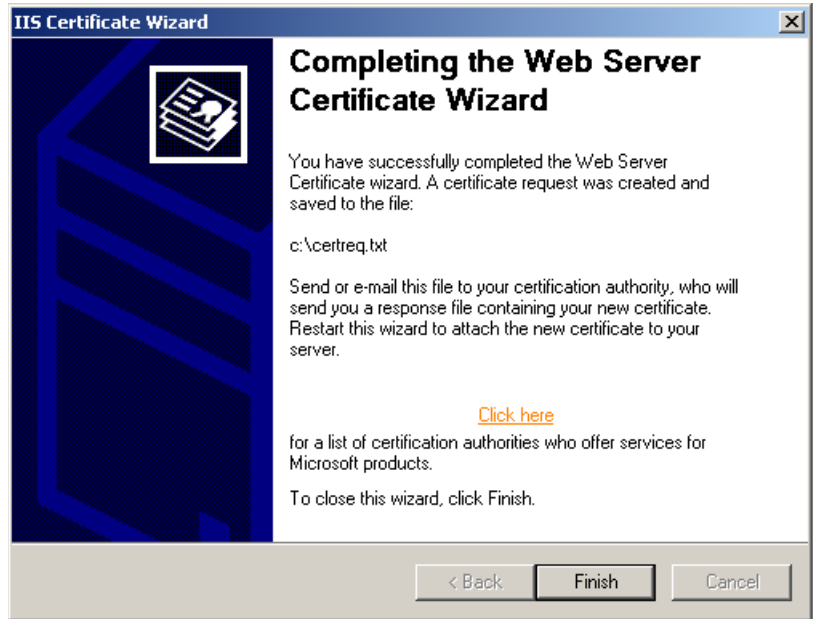 IIS Certificate Wizard
Completing the Web Server
Certificate Wizard
You have successfully completed the Web Server
Certificate wizard. A certificate request was created and
saved to the file:
c:\certreq.txt
Send or e-mail this file to your certification authority, who will
send you a response file containing your new certificate.
Restart this wizard to attach the new certificate to your
server.
Click here
for a list of certification authorities who offer services for
Microsoft products.
To close this wizard, click Finish.
< Back Finish Cancel